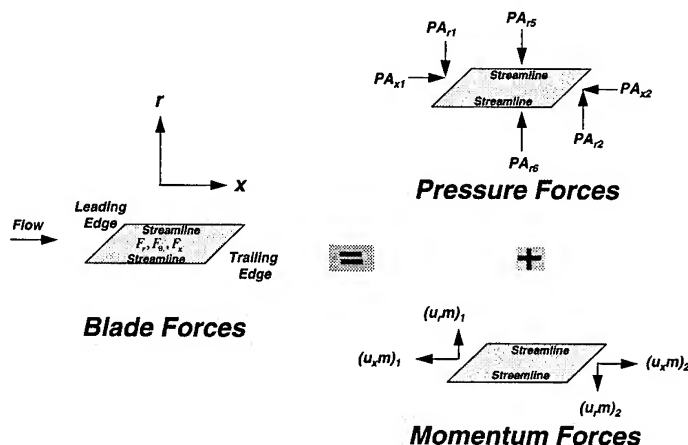 PA_r1
PA_r5
Streamline
PA_x1
PA_x2
Streamline
PA_r2
PA_r6
Pressure Forces
r
x
Leading
Edge
Flow
Streamline
F_r, F_θ, F_x
Streamline
Trailing
Edge
=
+
Blade Forces
(u_r m)_1
Streamline
(u_x m)_1
(u_x m)_2
Streamline
(u_r m)_2
Momentum Forces